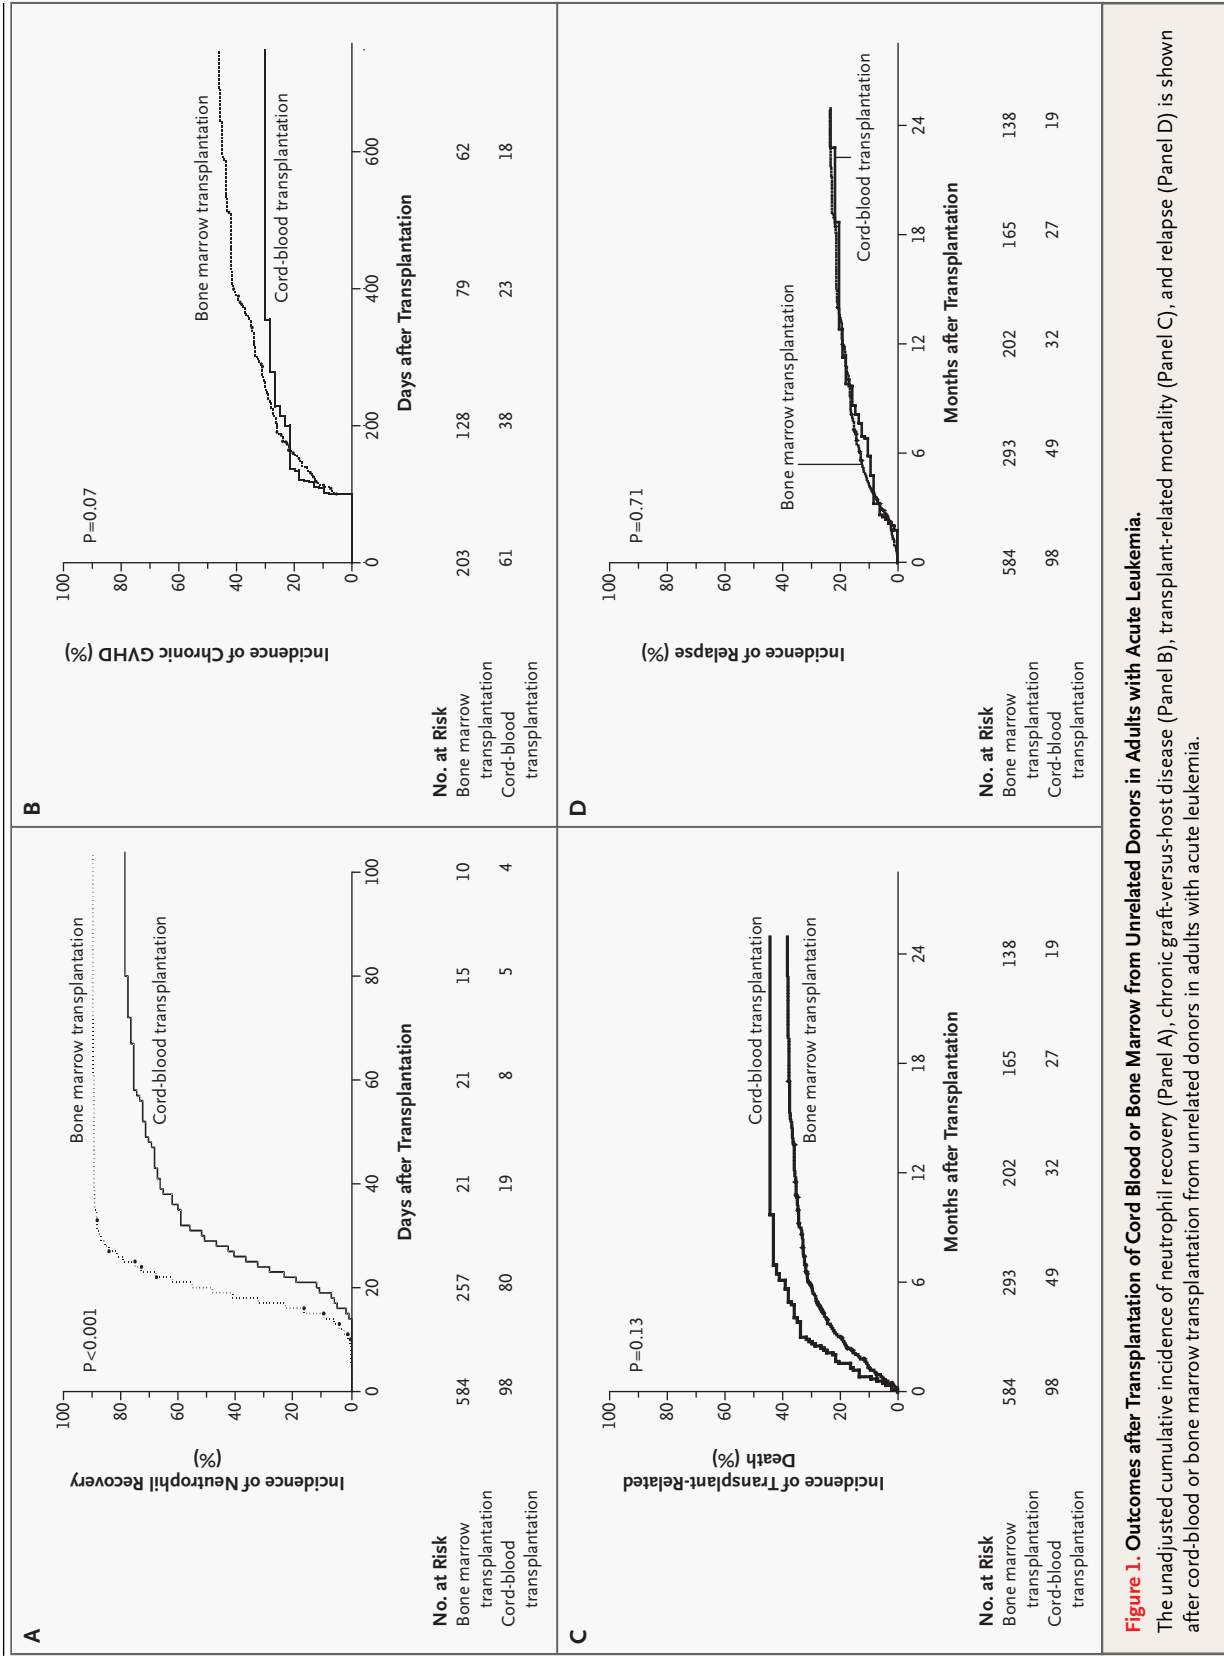 A
Incidence of Neutrophil Recovery
(%)
100
80
60
40
20
0
P<0.001
Bone marrow transplantation
Cord-blood transplantation
0 20 40 60 80 100
Days after Transplantation
No. at Risk
Bone marrow
transplantation
584 257 21 21 15 10
Cord-blood
transplantation
98 80 19 8 5 4
B
Incidence of Chronic GVHD (%)
100
80
60
40
20
0
P=0.07
Bone marrow transplantation
Cord-blood transplantation
0 200 400 600
Days after Transplantation
No. at Risk
Bone marrow
transplantation
203 128 79 62
Cord-blood
transplantation
61 38 23 18
C
Incidence of Transplant-Related
Death (%)
100
80
60
40
20
0
P=0.13
Cord-blood transplantation
Bone marrow transplantation
0 6 12 18 24
Months after Transplantation
No. at Risk
Bone marrow
transplantation
584 293 202 165 138
Cord-blood
transplantation
98 49 32 27 19
D
Incidence of Relapse (%)
100
80
60
40
20
0
P=0.71
Bone marrow transplantation
Cord-blood transplantation
0 6 12 18 24
Months after Transplantation
No. at Risk
Bone marrow
transplantation
584 293 202 165 138
Cord-blood
transplantation
98 49 32 27 19
Figure 1. Outcomes after Transplantation of Cord Blood or Bone Marrow from Unrelated Donors in Adults with Acute Leukemia.
The unadjusted cumulative incidence of neutrophil recovery (Panel A), chronic graft-versus-host disease (Panel B), transplant-related mortality (Panel C), and relapse (Panel D) is shown
after cord-blood or bone marrow transplantation from unrelated donors in adults with acute leukemia.